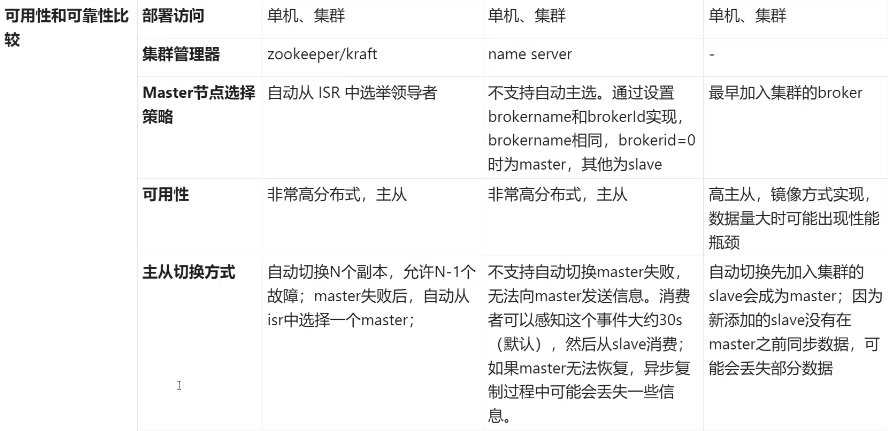 可用性和可靠性比
较
部署访问
单机、集群
单机、集群
单机、集群
集群管理器
zookeeper/kraft
name server
-
Master节点选择
策略
自动从 ISR 中选举领导者
不支持自动主选。通过设置
brokername和brokerId实现，
brokername相同，brokerid=0
时为master，其他为slave
最早加入集群的broker
可用性
非常高分布式，主从
非常高分布式，主从
高主从，镜像方式实现，
数据量大时可能出现性能
瓶颈
主从切换方式
自动切换N个副本，允许N-1个
故障；master失败后，自动从
isr中选择一个master；
不支持自动切换master失败，
无法向master发送信息。消费
者可以感知这个事件大约30s
（默认），然后从slave消费；
如果master无法恢复，异步复
制过程中可能会丢失一些信
息。
自动切换先加入集群的
slave会成为master；因为
新添加的slave没有在
master之前同步数据，可
能会丢失部分数据